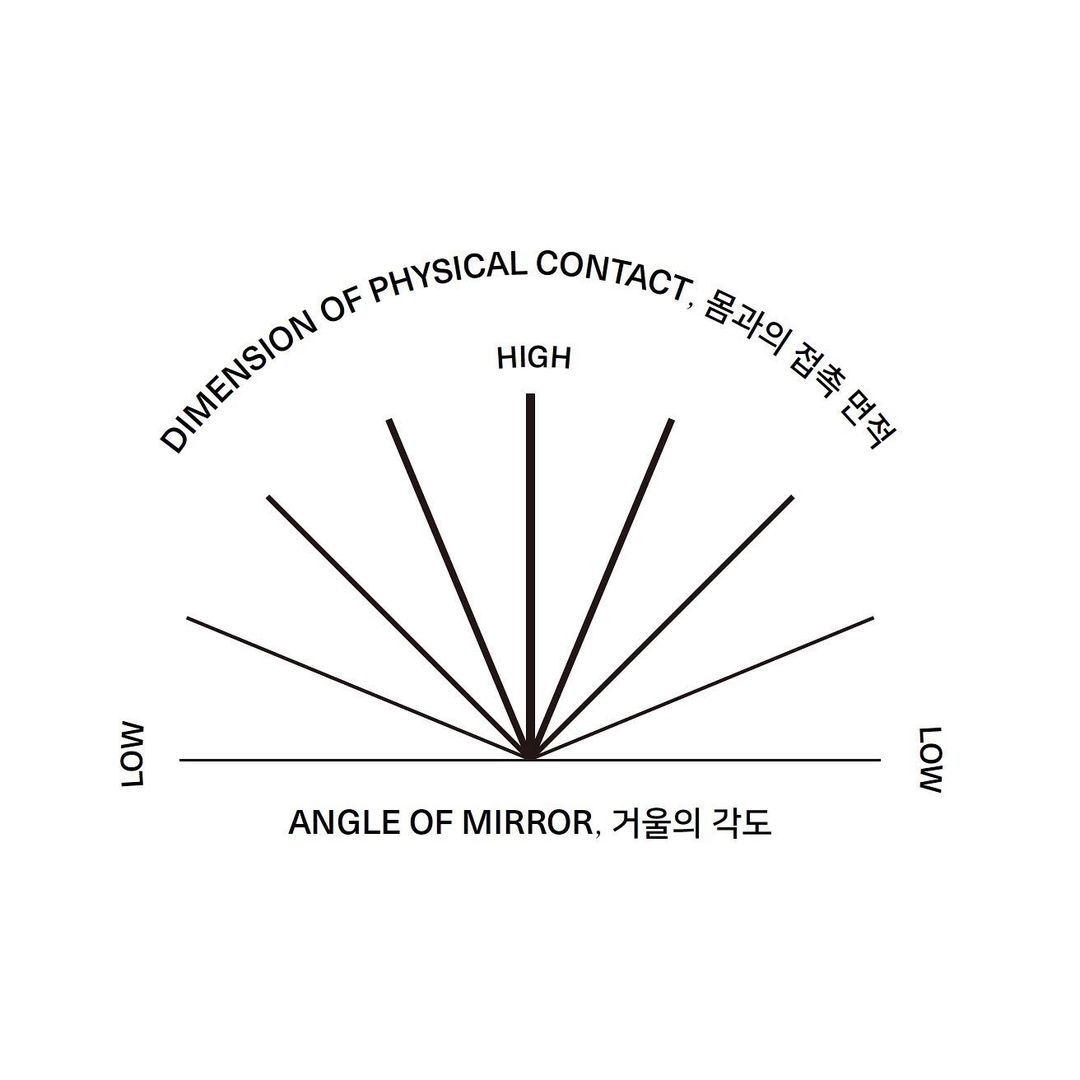 DIMENSION OF PHYSICAL CONTACT, 몸과의 접촉 면적
HIGH
LOW
LOW
ANGLE OF MIRROR, 거울의 각도